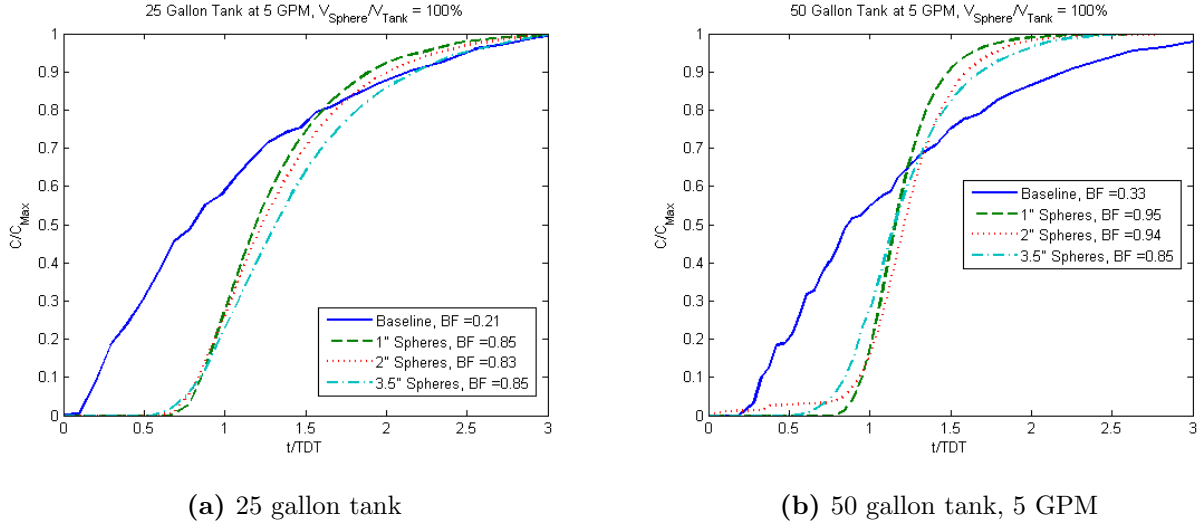 25 Gallon Tank at 5 GPM, V_Sphere/V_Tank = 100%
1
0.9
0.8
0.7
0.6
0.5
0.4
0.3
0.2
0.1
0
C/C_Max
Baseline, BF =0.21
1" Spheres, BF =0.85
2" Spheres, BF =0.83
3.5" Spheres, BF =0.85
0 0.5 1 1.5 2 2.5 3
t/TDT
(a) 25 gallon tank
50 Gallon Tank at 5 GPM, V_Sphere/V_Tank = 100%
1
0.9
0.8
0.7
0.6
0.5
0.4
0.3
0.2
0.1
0
C/C_Max
Baseline, BF =0.33
1" Spheres, BF =0.95
2" Spheres, BF =0.94
3.5" Spheres, BF =0.85
0 0.5 1 1.5 2 2.5 3
t/TDT
(b) 50 gallon tank, 5 GPM